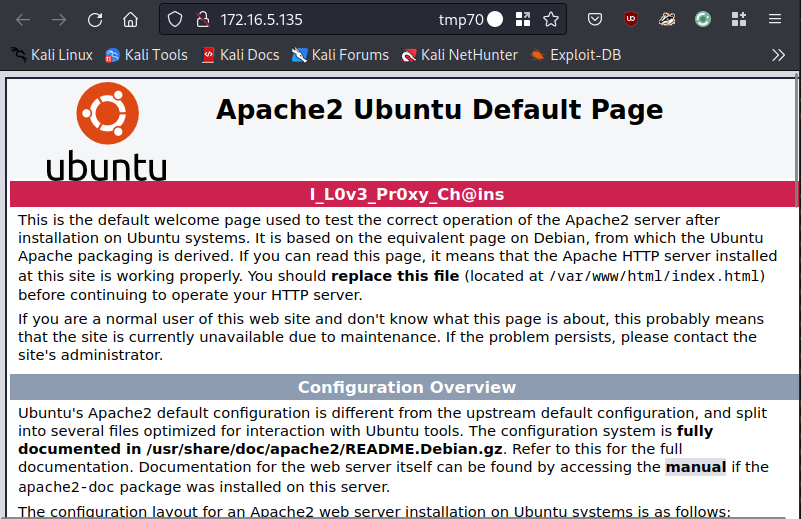 172.16.5.135
tmp70
Kali Linux
Kali Tools
Kali Docs
Kali Forums
Kali NetHunter
Exploit-DB
Apache2 Ubuntu Default Page
ubuntu
I_L0v3_Pr0xy_Ch@ins
This is the default welcome page used to test the correct operation of the Apache2 server after
installation on Ubuntu systems. It is based on the equivalent page on Debian, from which the Ubuntu
Apache packaging is derived. If you can read this page, it means that the Apache HTTP server installed
at this site is working properly. You should replace this file (located at /var/www/html/index.html)
before continuing to operate your HTTP server.
If you are a normal user of this web site and don't know what this page is about, this probably means
that the site is currently unavailable due to maintenance. If the problem persists, please contact the
site's administrator.
Configuration Overview
Ubuntu's Apache2 default configuration is different from the upstream default configuration, and split
into several files optimized for interaction with Ubuntu tools. The configuration system is fully
documented in /usr/share/doc/apache2/README.Debian.gz. Refer to this for the full
documentation. Documentation for the web server itself can be found by accessing the manual if the
apache2-doc package was installed on this server.
The configuration layout for an Apache2 web server installation on Ubuntu systems is as follows: